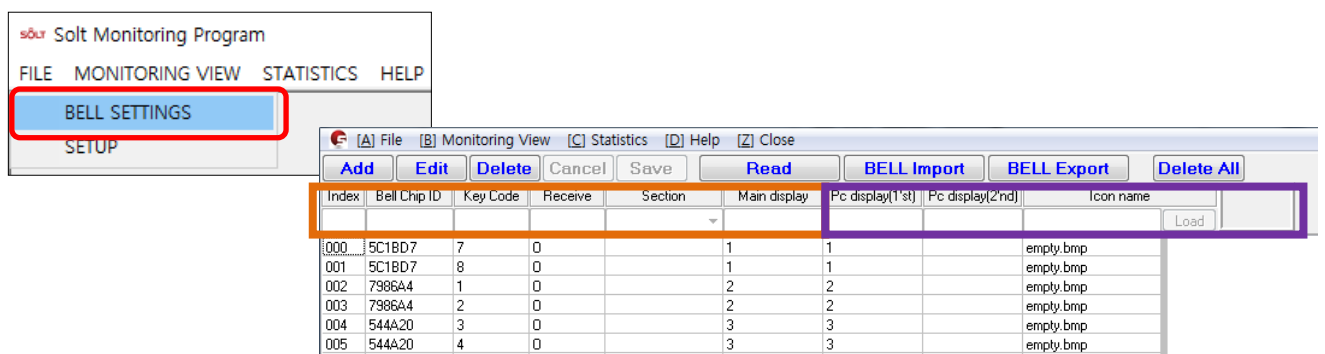 SOLT Solt Monitoring Program
FILE MONITORING VIEW STATISTICS HELP
BELL SETTINGS
SETUP
[A] File [B] Monitoring View [C] Statistics [D] Help [Z] Close
Add Edit Delete Cancel Save Read BELL Import BELL Export Delete All
Index Bell Chip ID Key Code Receive Section Main display Pc display(1'st) Pc display(2'nd) Icon name
Load
000 5C1BD7 7 0 1 1 empty.bmp
001 5C1BD7 8 0 1 1 empty.bmp
002 7986A4 1 0 2 2 empty.bmp
003 7986A4 2 0 2 2 empty.bmp
004 544A20 3 0 3 3 empty.bmp
005 544A20 4 0 3 3 empty.bmp